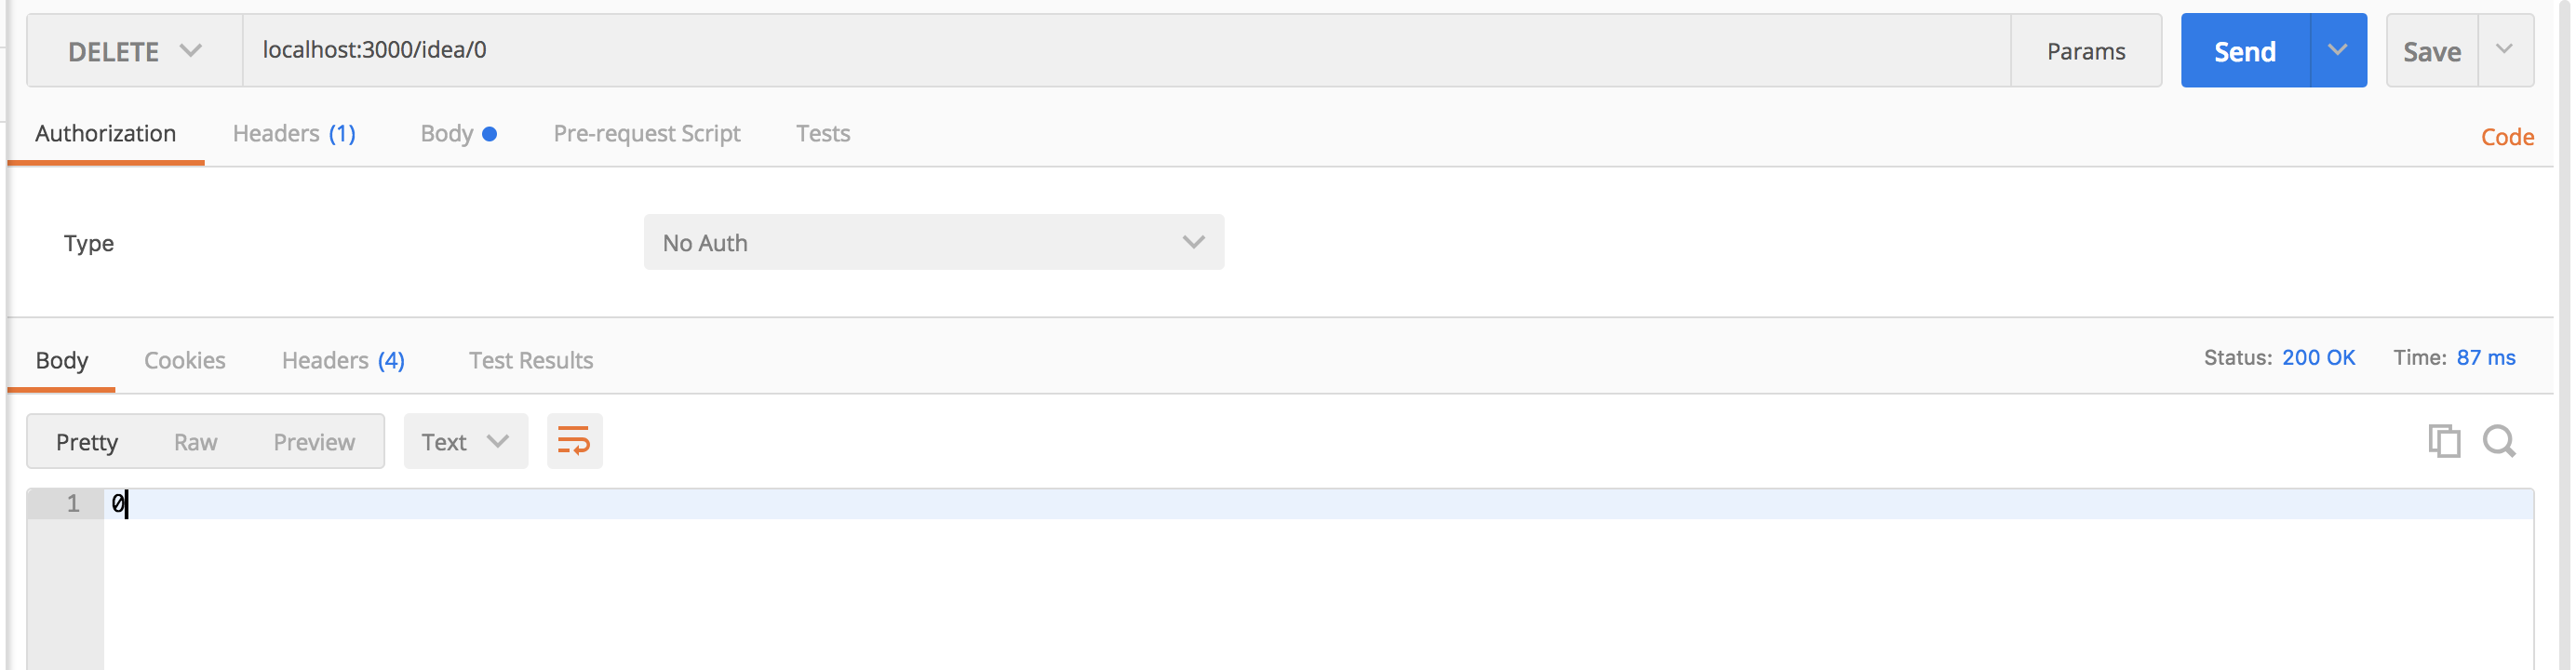 DELETE localhost:3000/idea/0 Params Send Save
Authorization Headers (1) Body Pre-request Script Tests Code
Type No Auth
Body Cookies Headers (4) Test Results Status: 200 OK Time: 87 ms
Pretty Raw Preview Text
1 0